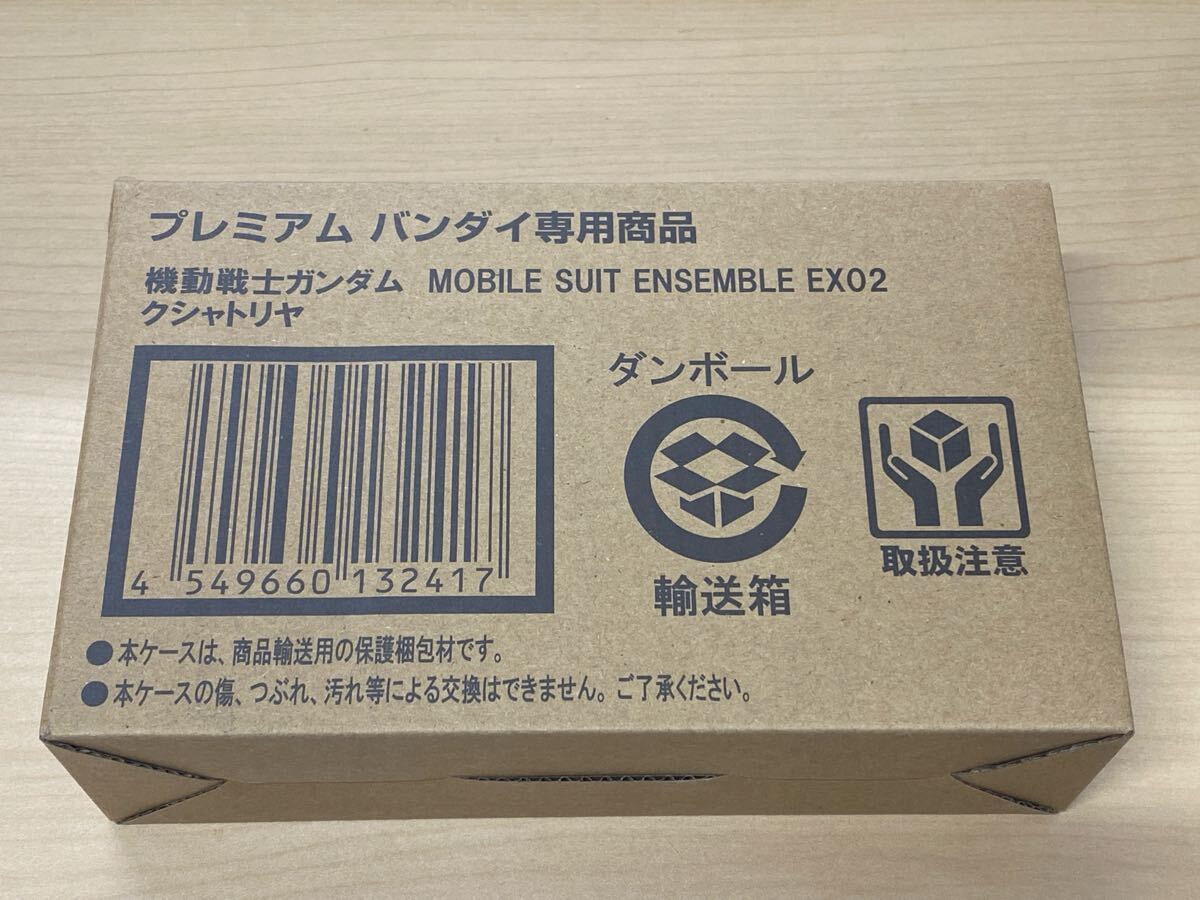 プレミアム バンダイ専用商品
機動戦士ガンダム MOBILE SUIT ENSEMBLE EX02
クシャトリヤ
ダンボール
4 549660 132417
輸送箱
取扱注意
●本ケースは、商品輸送用の保護梱包材です。
●本ケースの傷、つぶれ、汚れ等による交換はできません。ご了承ください。